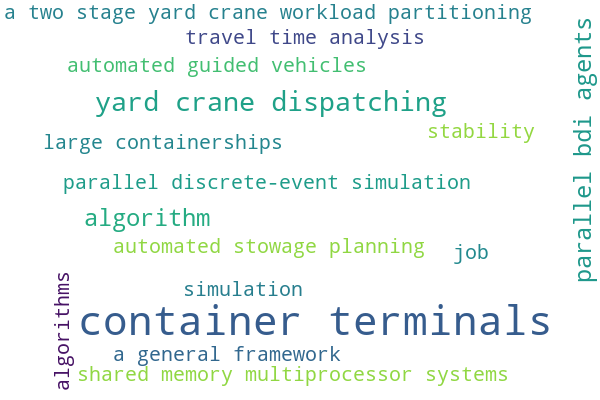 a two stage yard crane workload partitioning
travel time analysis
automated guided vehicles
yard crane dispatching
stability
large containerships
parallel discrete-event simulation
algorithm
automated stowage planning
job
simulation
container terminals
a general framework
shared memory multiprocessor systems
algorithms
parallel bdi agents